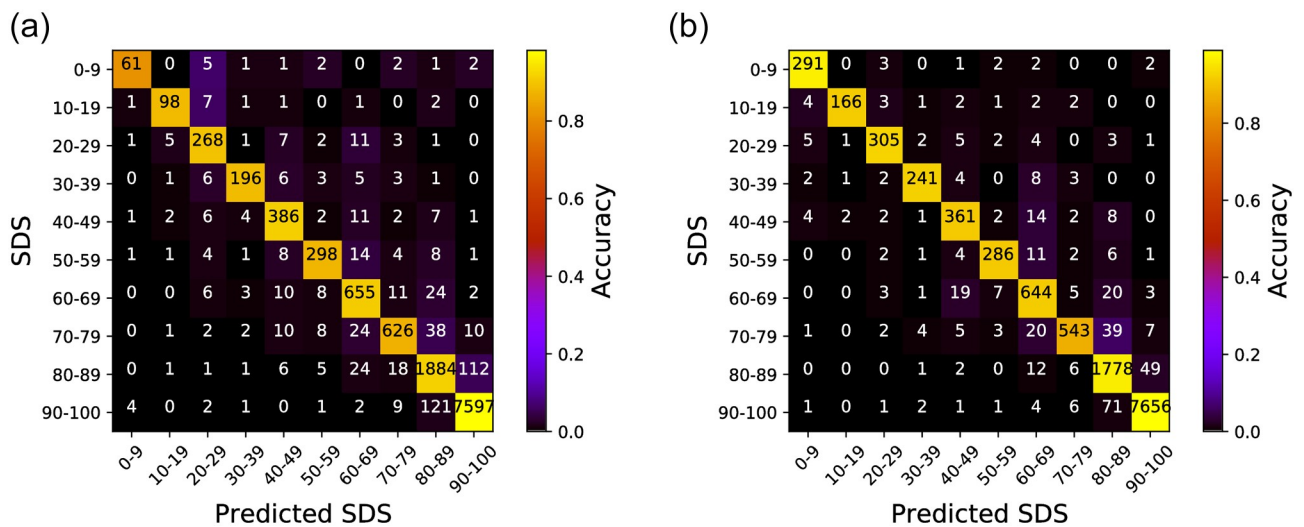 (a)
SDS
0-9 61 0 5 1 1 2 0 2 1 2
10-19 1 98 7 1 1 0 1 0 2 0
20-29 1 5 268 1 7 2 11 3 1 0
30-39 0 1 6 196 6 3 5 3 1 0
40-49 1 2 6 4 386 2 11 2 7 1
50-59 1 1 4 1 8 298 14 4 8 1
60-69 0 0 6 3 10 8 655 11 24 2
70-79 0 1 2 2 10 8 24 626 38 10
80-89 0 1 1 1 6 5 24 18 1884 112
90-100 4 0 2 1 0 1 2 9 121 7597
0-9 10-19 20-29 30-39 40-49 50-59 60-69 70-79 80-89 90-100
Predicted SDS
0.8
0.6
0.4
0.2
0.0
Accuracy
(b)
SDS
0-9 291 0 3 0 1 2 2 0 0 2
10-19 4 166 3 1 2 1 2 2 0 0
20-29 5 1 305 2 5 2 4 0 3 1
30-39 2 1 2 241 4 0 8 3 0 0
40-49 4 2 2 1 361 2 14 2 8 0
50-59 0 0 2 1 4 286 11 2 6 1
60-69 0 0 3 1 19 7 644 5 20 3
70-79 1 0 2 4 5 3 20 543 39 7
80-89 0 0 0 1 2 0 12 6 1778 49
90-100 1 0 1 2 1 1 4 6 71 7656
0-9 10-19 20-29 30-39 40-49 50-59 60-69 70-79 80-89 90-100
Predicted SDS
0.8
0.6
0.4
0.2
0.0
Accuracy